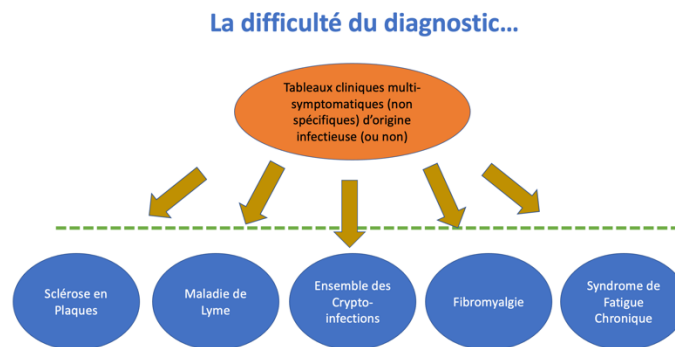 La difficulté du diagnostic…
Tableaux cliniques multi-
symptomatiques (non
spécifiques) d’origine
infectieuse (ou non)
Sclérose en
Plaques
Maladie de
Lyme
Ensemble des
Crypto-
infections
Fibromyalgie
Syndrome de
Fatigue
Chronique